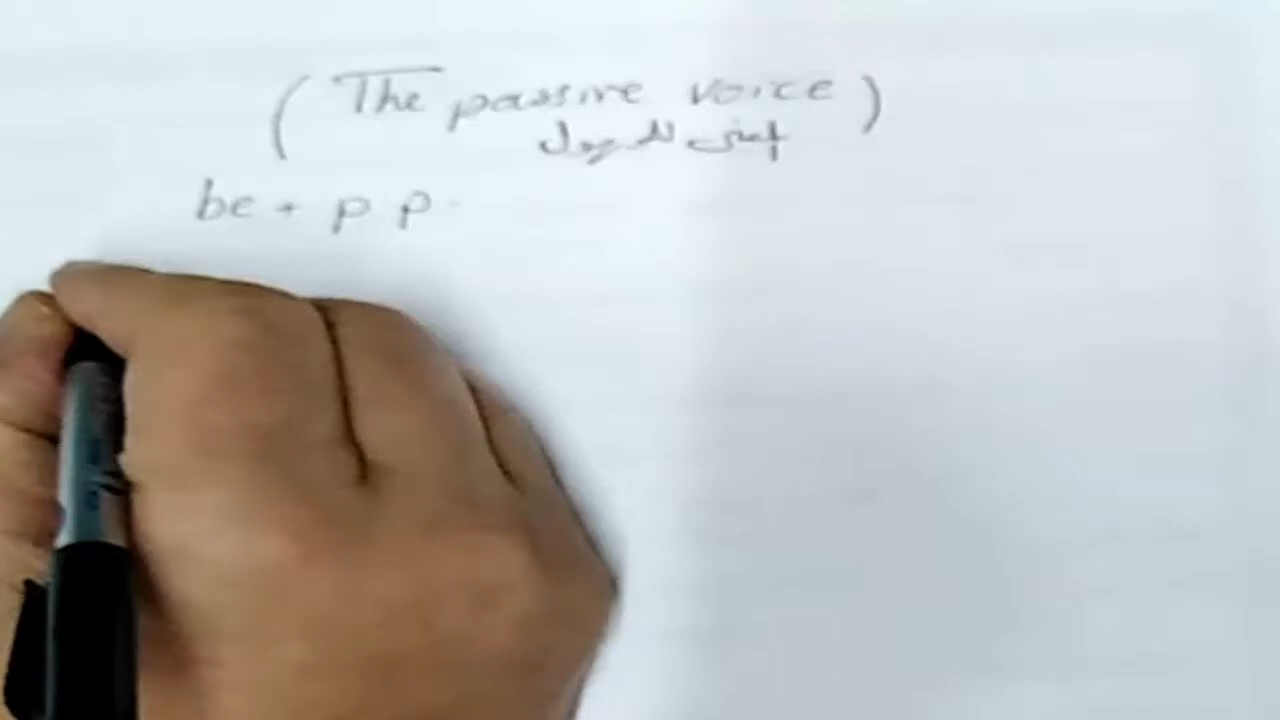 ( The passive voice )
المبني للمجهول
be + p p.